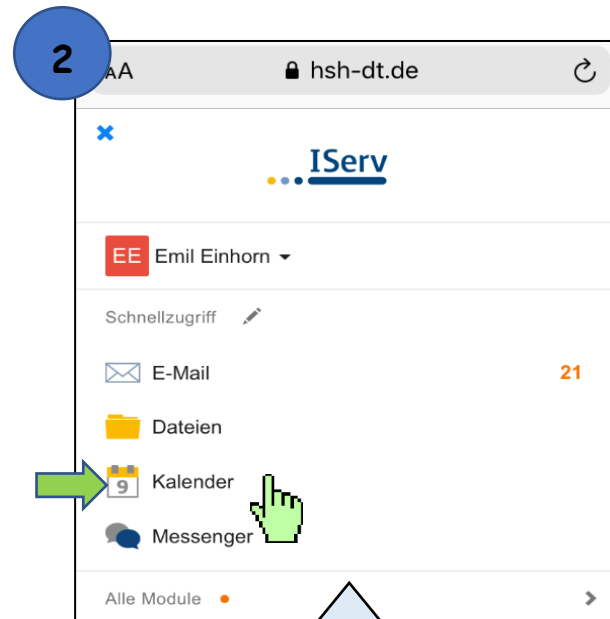 2
AA hsh-dt.de
IServ
EE Emil Einhorn
Schnellzugriff
E-Mail 21
Dateien
9 Kalender
Messenger
Alle Module